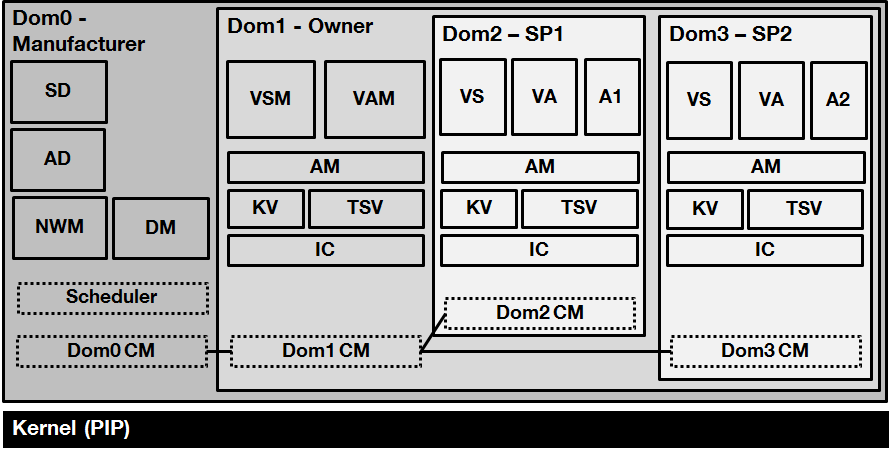 Dom0 -
Manufacturer
SD
AD
NWM
DM
Scheduler
Dom0 CM
Dom1 - Owner
VSM
VAM
AM
KV
TSV
IC
Dom1 CM
Dom2 – SP1
VS
VA
A1
AM
KV
TSV
IC
Dom2 CM
Dom3 – SP2
VS
VA
A2
AM
KV
TSV
IC
Dom3 CM
Kernel (PIP)